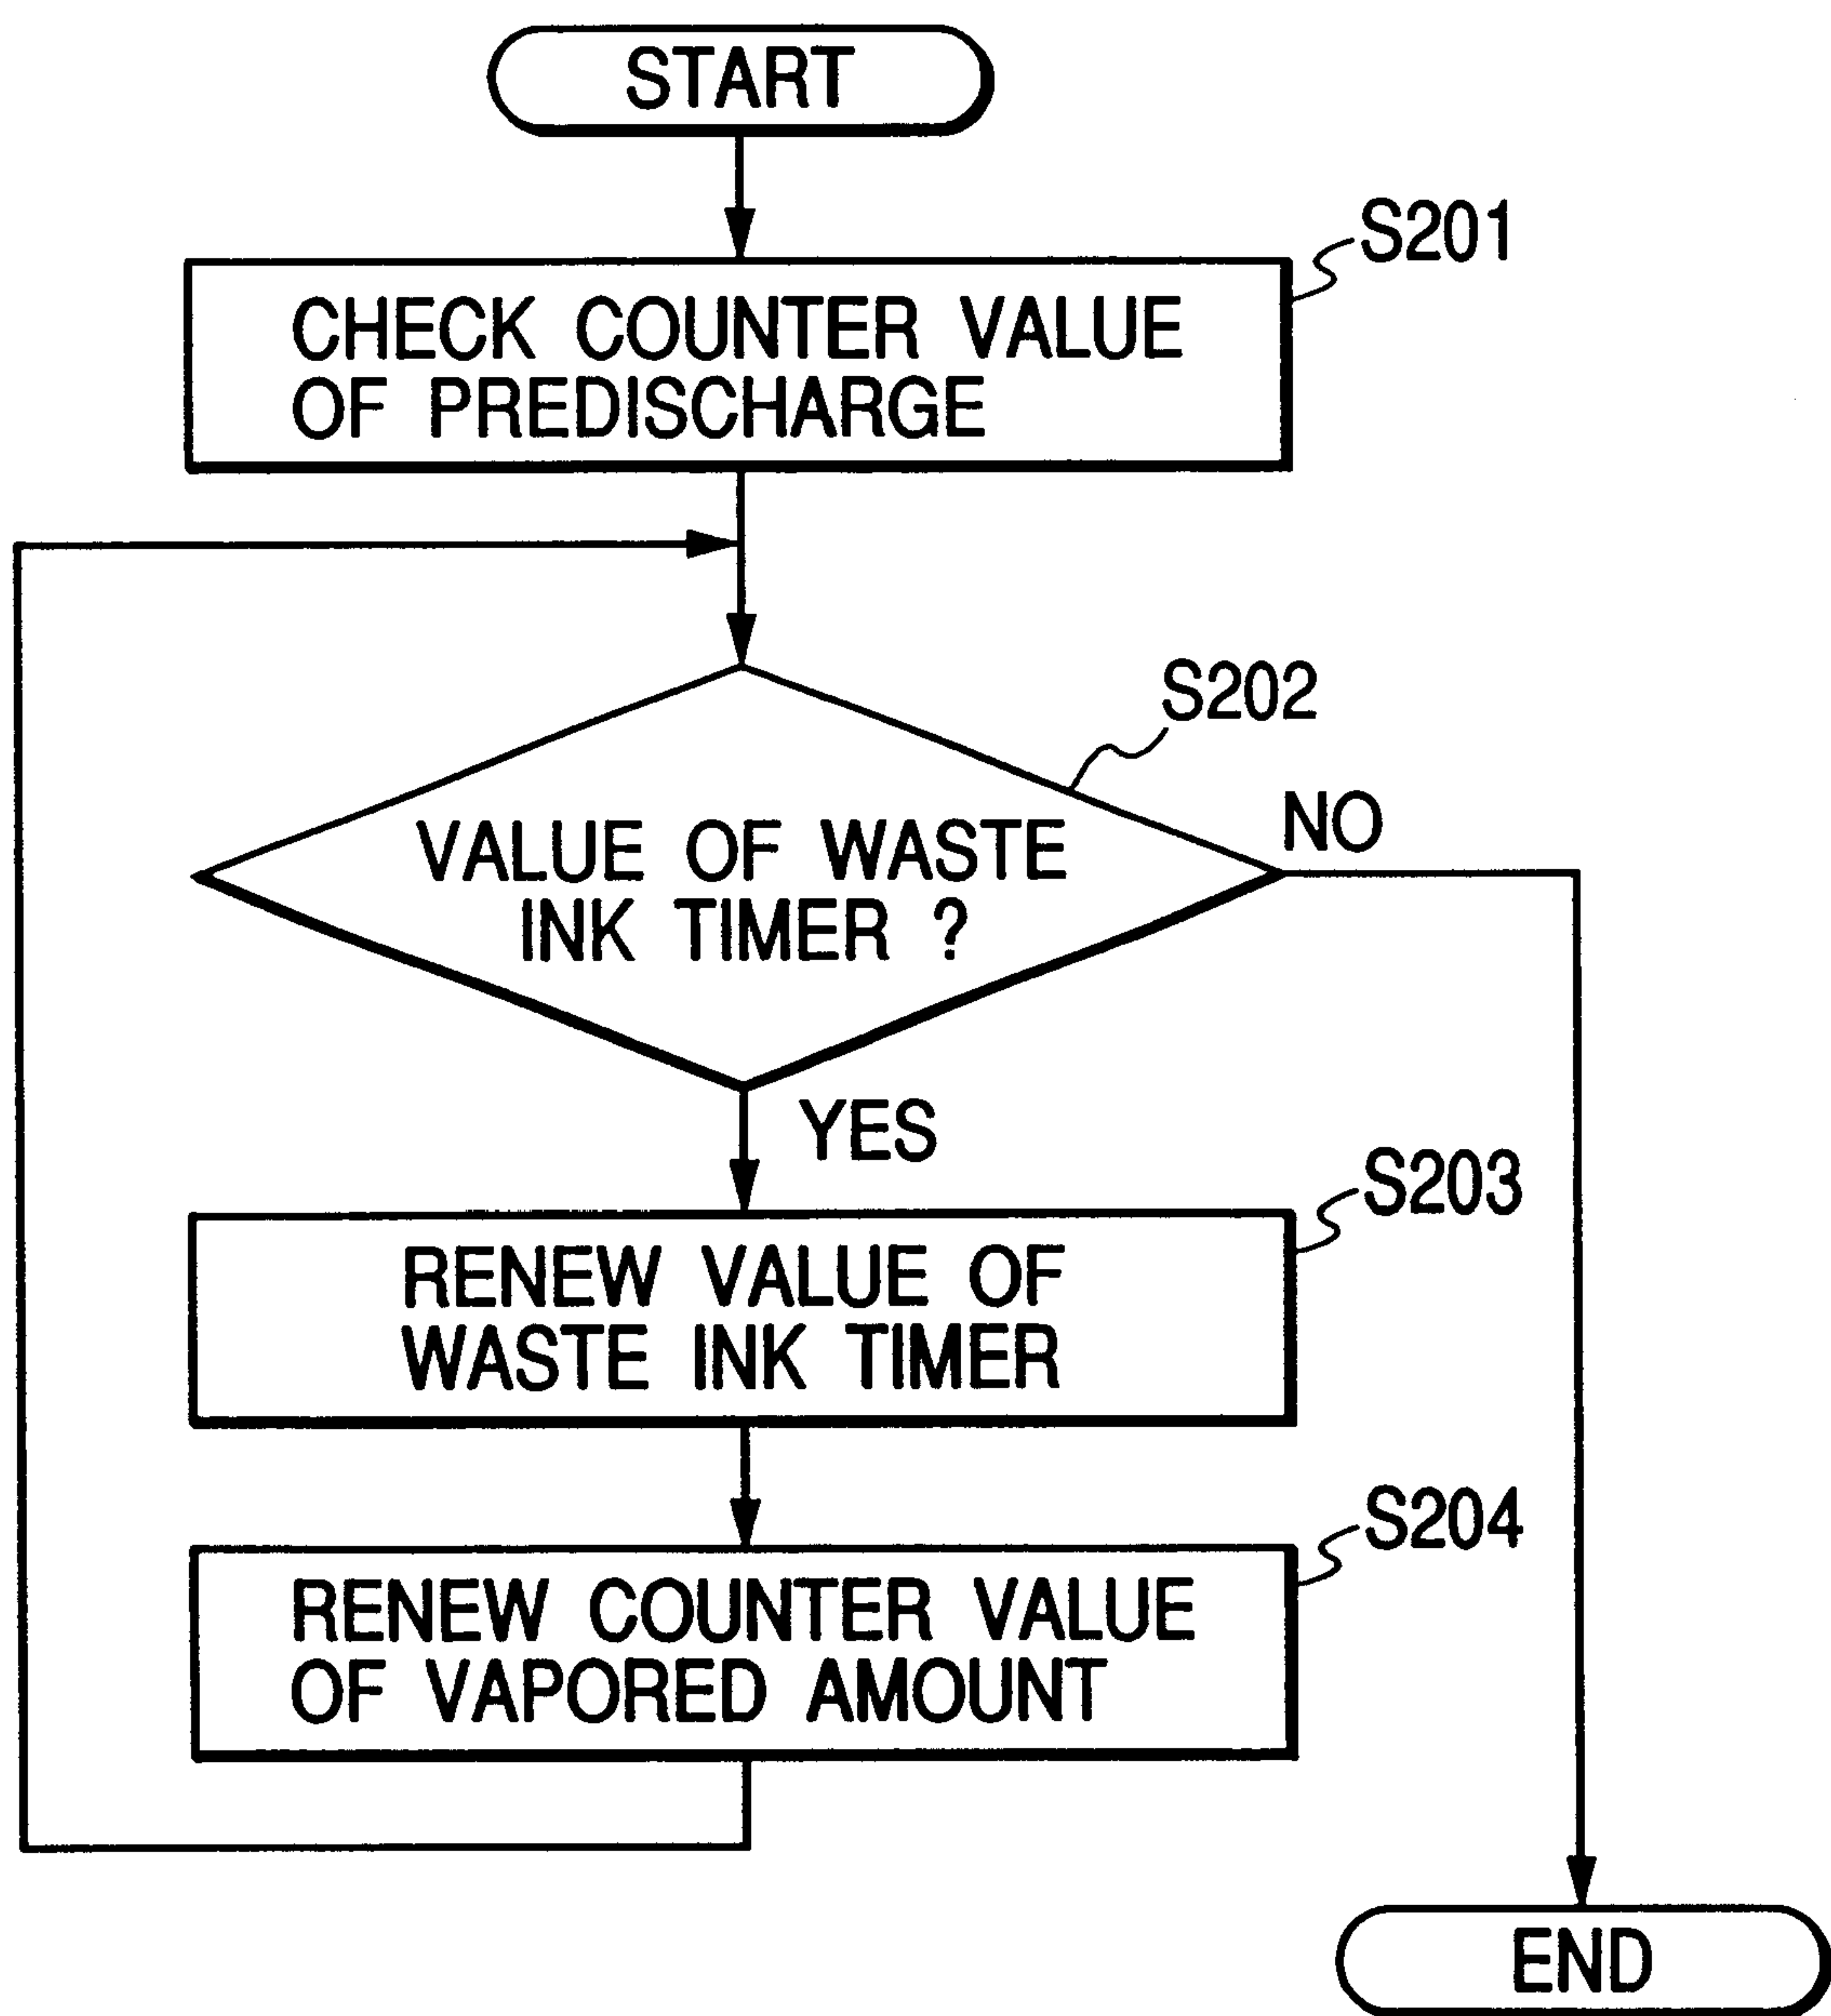 START
S201
CHECK COUNTER VALUE
OF PREDISCHARGE
S202
VALUE OF WASTE
INK TIMER ?
NO
YES
S203
RENEW VALUE OF
WASTE INK TIMER
S204
RENEW COUNTER VALUE
OF VAPORED AMOUNT
END